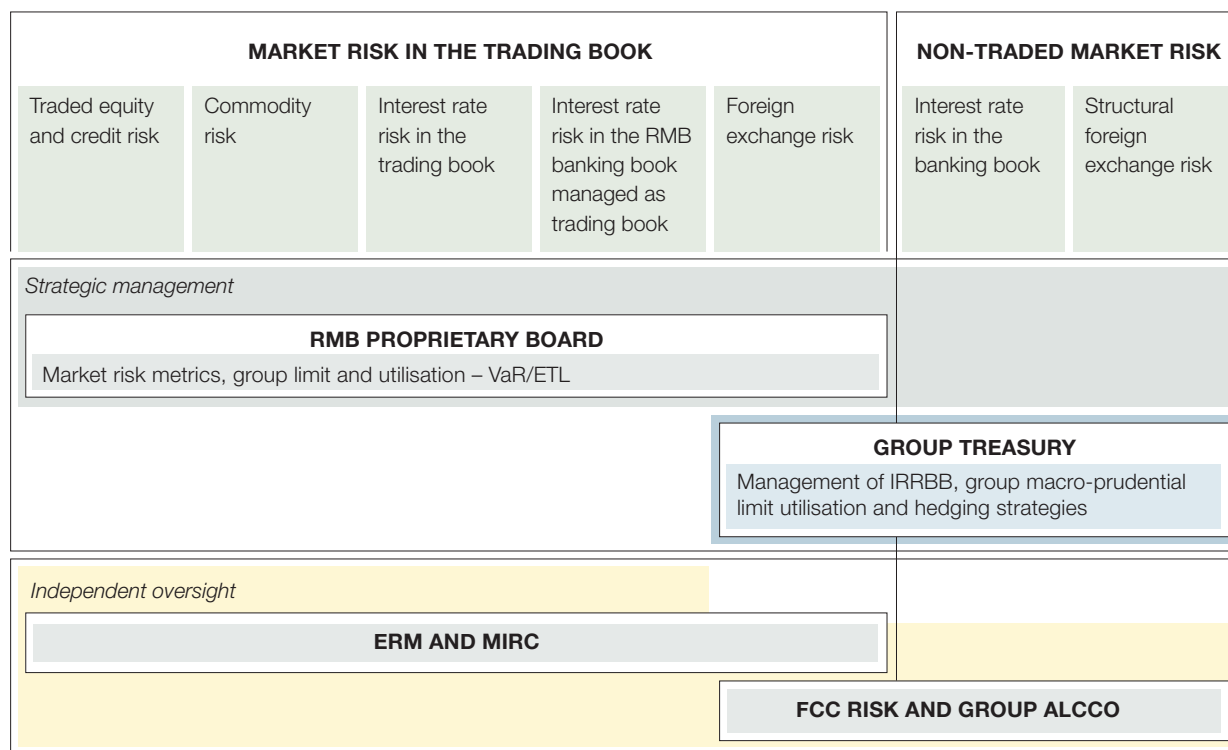 MARKET RISK IN THE TRADING BOOK
NON-TRADED MARKET RISK
Traded equity
and credit risk
Commodity
risk
Interest rate
risk in the
trading book
Interest rate
risk in the RMB
banking book
managed as
trading book
Foreign
exchange risk
Interest rate
risk in the
banking book
Structural
foreign
exchange risk
Strategic management
RMB PROPRIETARY BOARD
Market risk metrics, group limit and utilisation – VaR/ETL
GROUP TREASURY
Management of IRRBB, group macro-prudential
limit utilisation and hedging strategies
Independent oversight
ERM AND MIRC
FCC RISK AND GROUP ALCCO